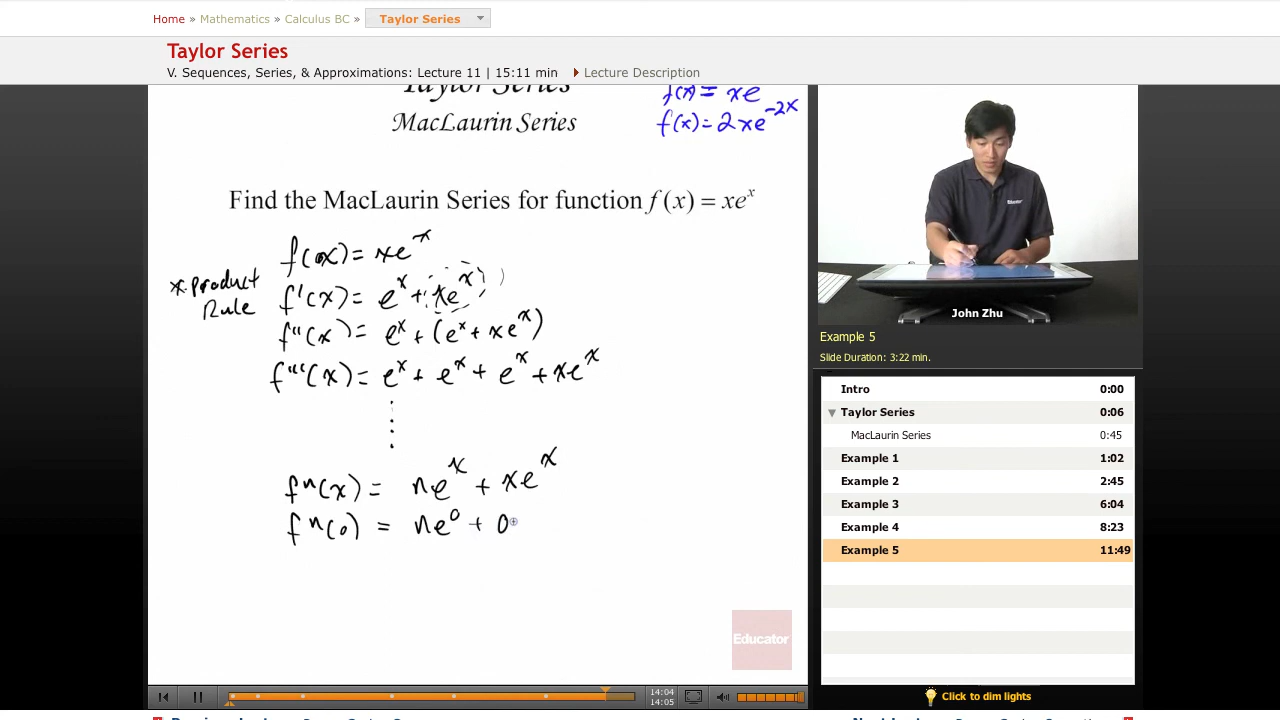 Home » Mathematics » Calculus BC » Taylor Series
Taylor Series
V. Sequences, Series, & Approximations: Lecture 11 | 15:11 min Lecture Description
Taylor Series
MacLaurin Series
f(x) = xe
f(x) = 2xe^-2x
Find the MacLaurin Series for function f(x) = xe^x
f(x) = xe^x
* Product Rule
f'(x) = e^x + xe^x
f''(x) = e^x + (e^x + xe^x)
f'''(x) = e^x + e^x + e^x + xe^x
f^n(x) = ne^x + xe^x
f^n(0) = ne^0 + 0
Educator
14:04
14:05
Educator
John Zhu
Example 5
Slide Duration: 3:22 min.
Intro 0:00
Taylor Series 0:06
MacLaurin Series 0:45
Example 1 1:02
Example 2 2:45
Example 3 6:04
Example 4 8:23
Example 5 11:49
Click to dim lights